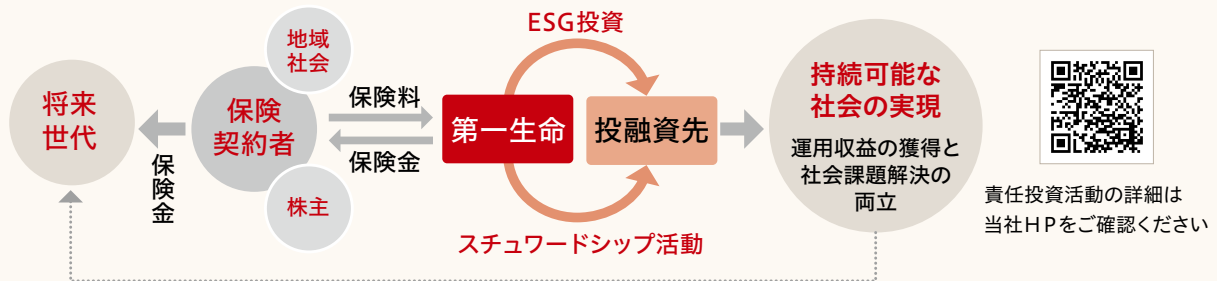 ESG投資
地域
社会
将来
世代
保険
契約者
保険料
保険金
保険金
株主
第一生命
投融資先
スチュワードシップ活動
持続可能な
社会の実現
運用収益の獲得と
社会課題解決の
両立
責任投資活動の詳細は
当社HPをご確認ください